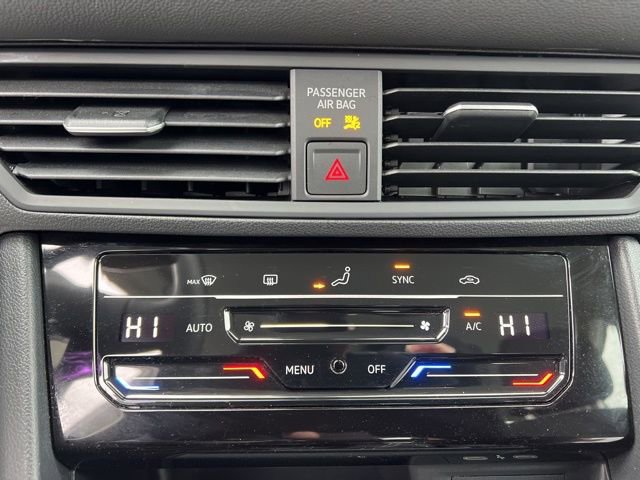 PASSENGER
AIR BAG
OFF
MAX
SYNC
HI
AUTO
A/C
HI
MENU
OFF